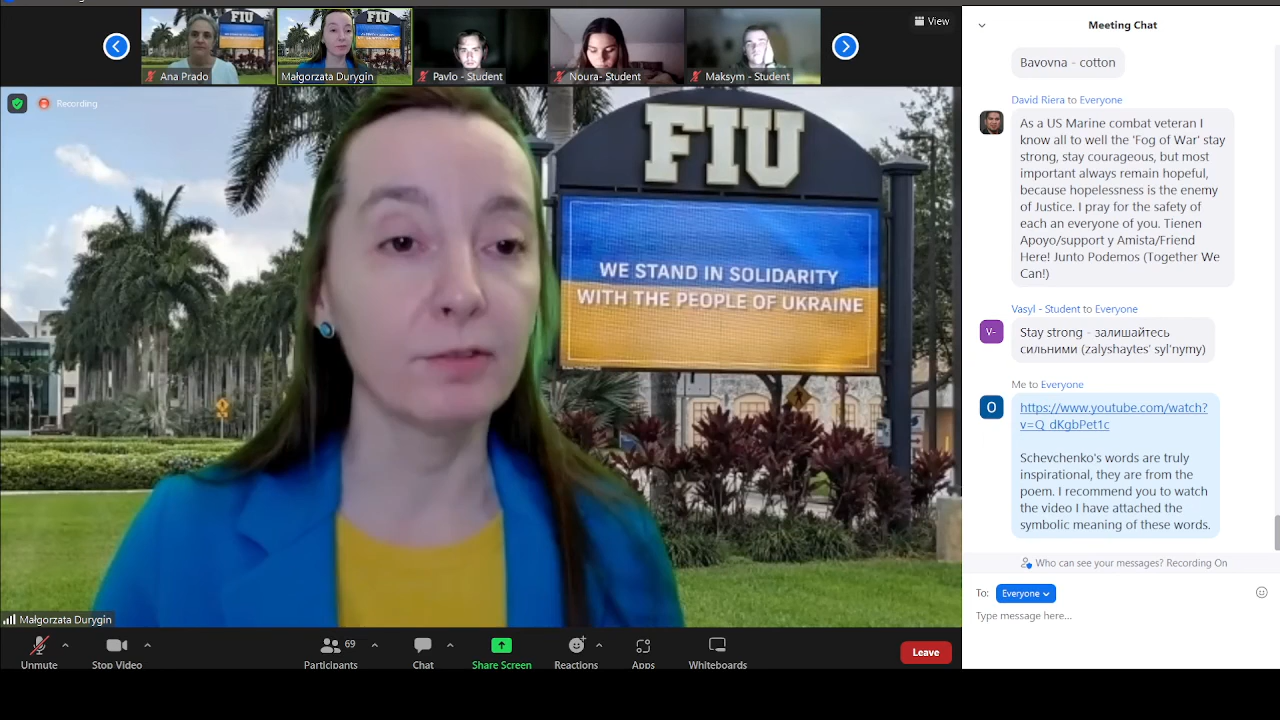 FIU
FIU
View
Ana Prado
Małgorzata Durygin
Pavlo - Student
Noura- Student
Maksym - Student
Recording
FIU
WE STAND IN SOLIDARITY
WITH THE PEOPLE OF UKRAINE
Małgorzata Durygin
Unmute
Stop Video
Participants
69
Chat
Share Screen
Reactions
Apps
Whiteboards
Leave
Meeting Chat
Bavovna - cotton
David Riera to Everyone
As a US Marine combat veteran I
know all to well the 'Fog of War' stay
strong, stay courageous, but most
important always remain hopeful,
because hopelessness is the enemy
of Justice. I pray for the safety of
each an everyone of you. Tienen
Apoyo/support y Amista/Friend
Here! Junto Podemos (Together We
Can!)
Vasyl - Student to Everyone
V-
Stay strong - залишайтесь
сильними (zalyshaytes' syl'nymy)
Me to Everyone
O
https://www.youtube.com/watch?
v=Q_dKgbPet1c
Schevchenko's words are truly
inspirational, they are from the
poem. I recommend you to watch
the video I have attached the
symbolic meaning of these words.
Who can see your messages? Recording On
To: Everyone
Type message here...